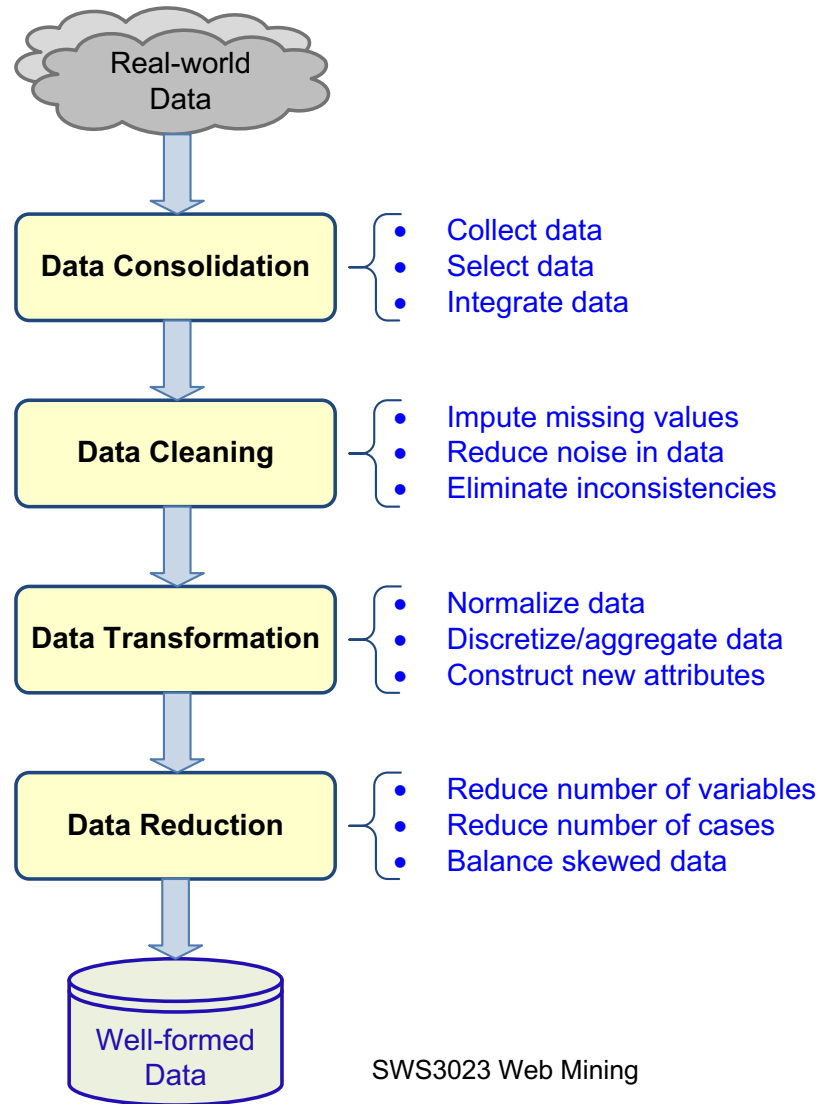 Real-world
Data
Data Consolidation
• Collect data
• Select data
• Integrate data
Data Cleaning
• Impute missing values
• Reduce noise in data
• Eliminate inconsistencies
Data Transformation
• Normalize data
• Discretize/aggregate data
• Construct new attributes
Data Reduction
• Reduce number of variables
• Reduce number of cases
• Balance skewed data
Well-formed
Data
SWS3023 Web Mining